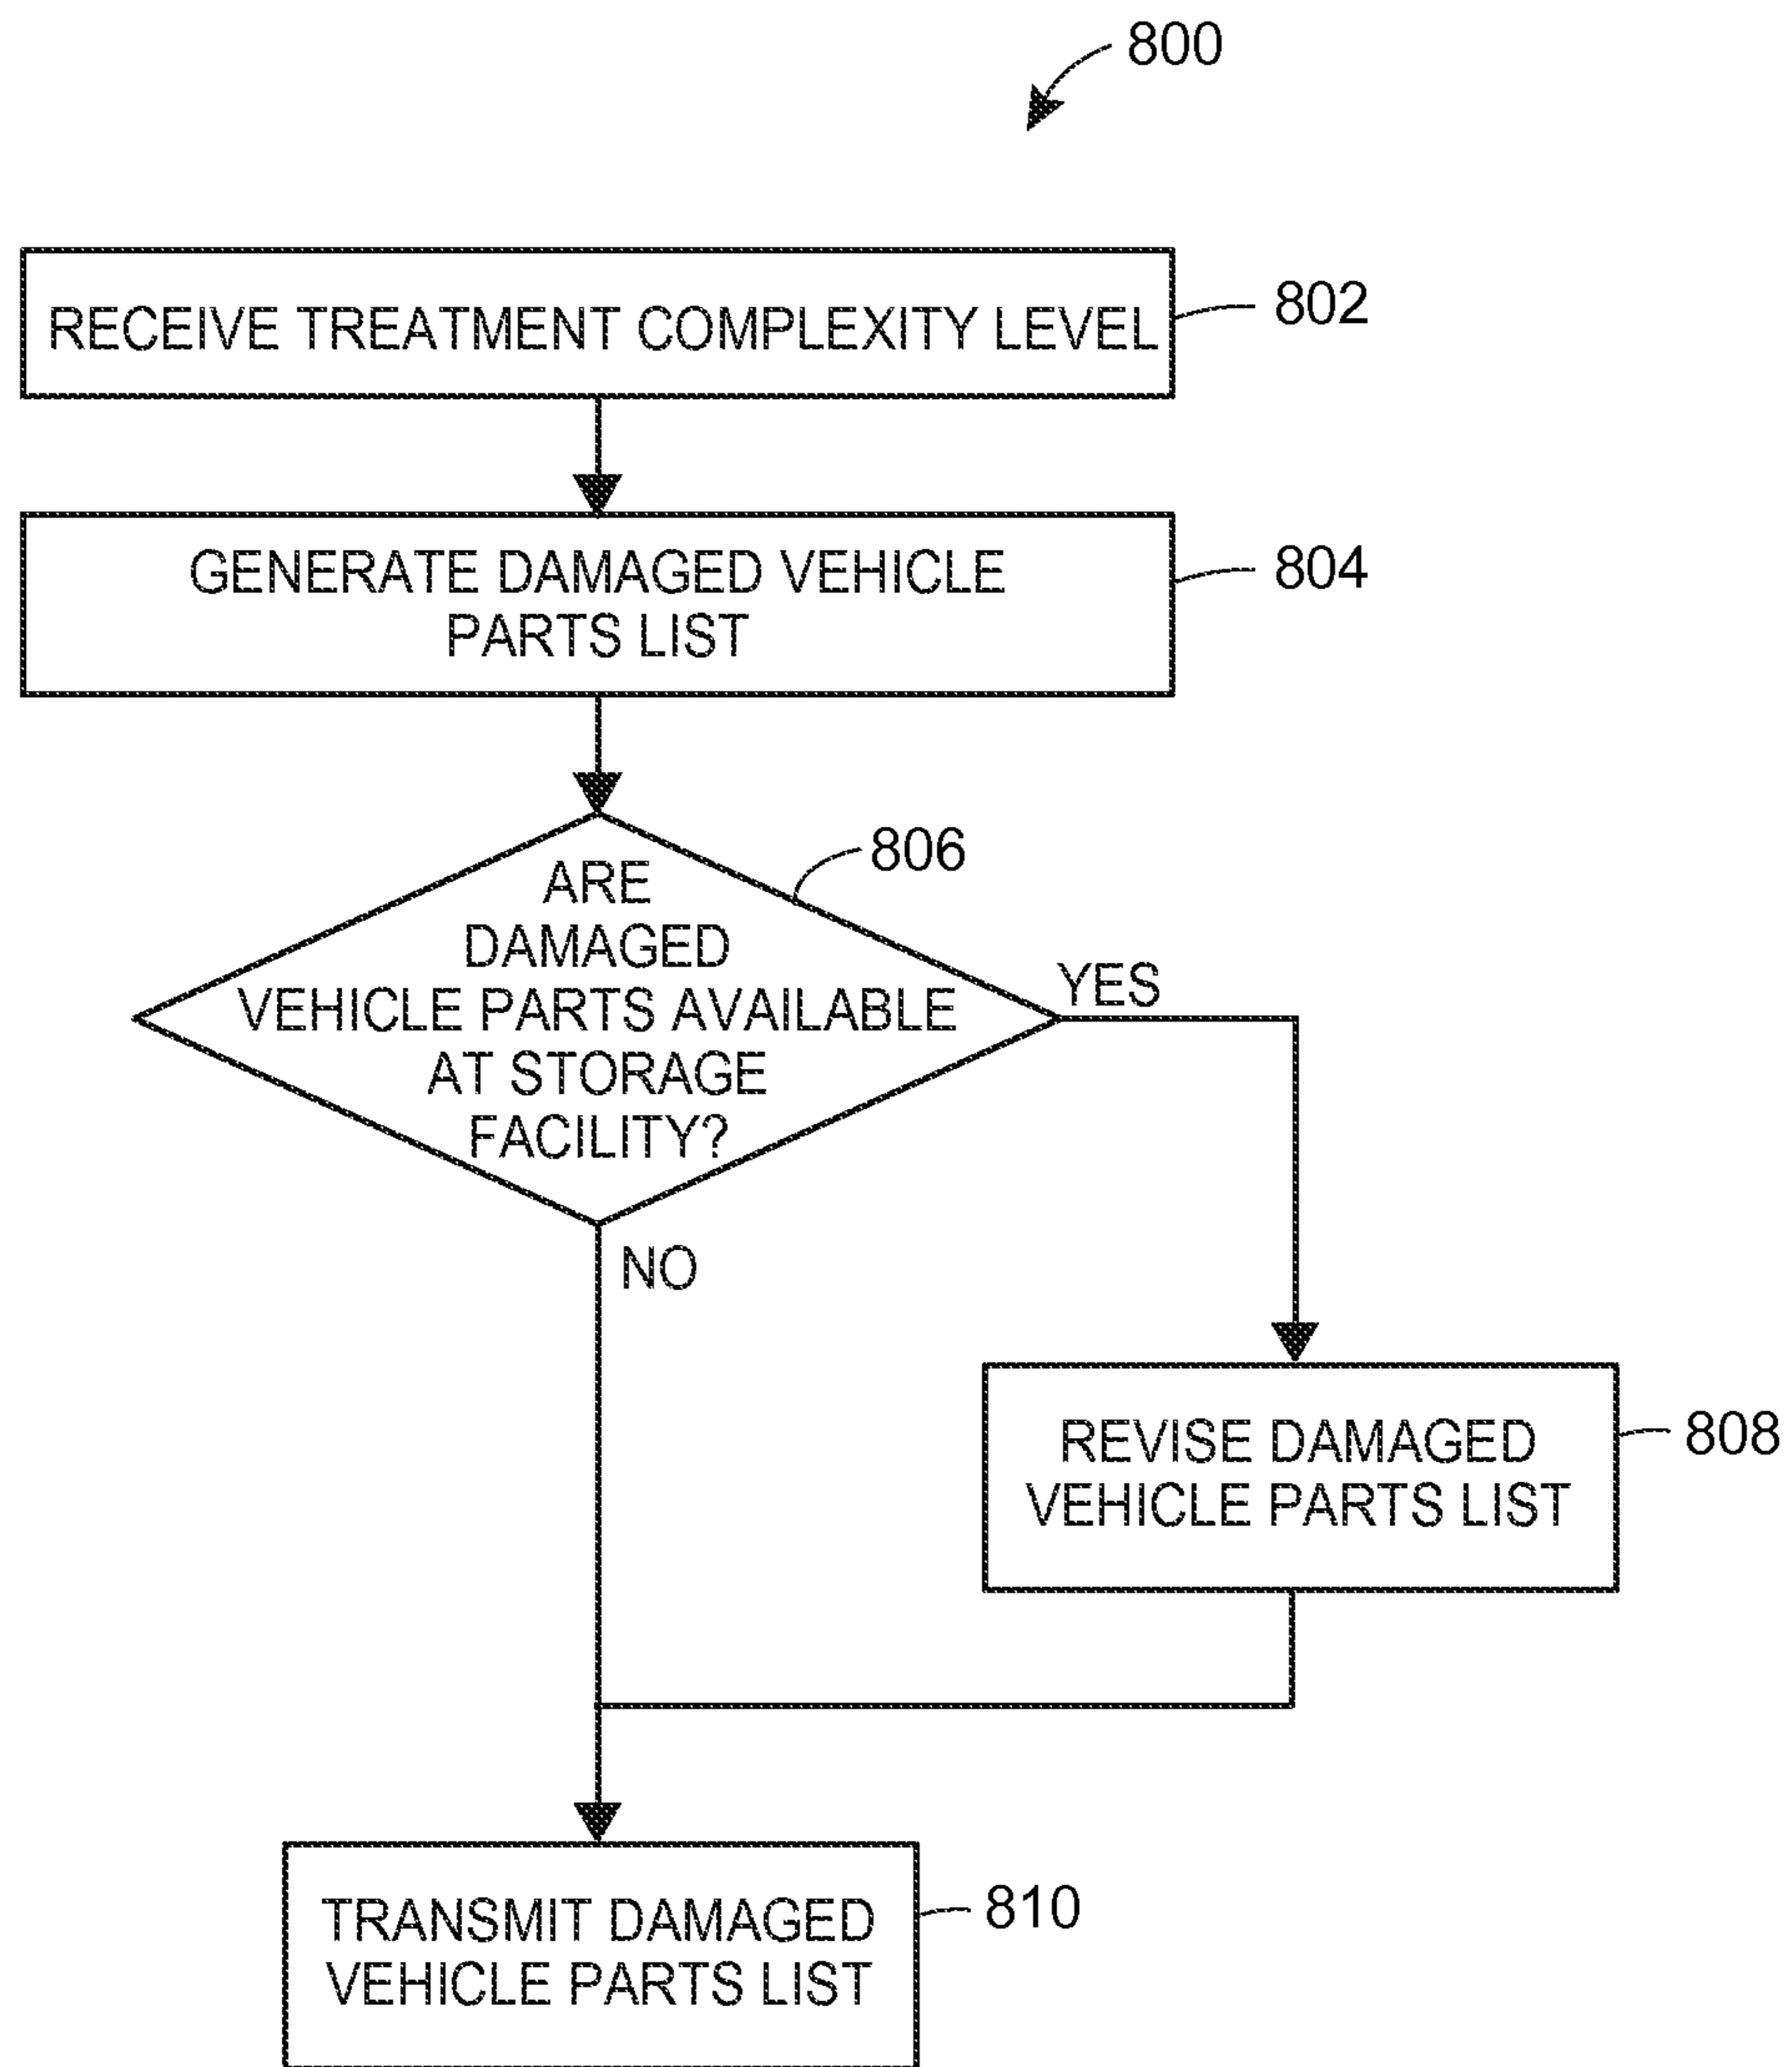 800
RECEIVE TREATMENT COMPLEXITY LEVEL
802
GENERATE DAMAGED VEHICLE
PARTS LIST
804
ARE
DAMAGED
VEHICLE PARTS AVAILABLE
AT STORAGE
FACILITY?
806
YES
NO
REVISE DAMAGED
VEHICLE PARTS LIST
808
TRANSMIT DAMAGED
VEHICLE PARTS LIST
810